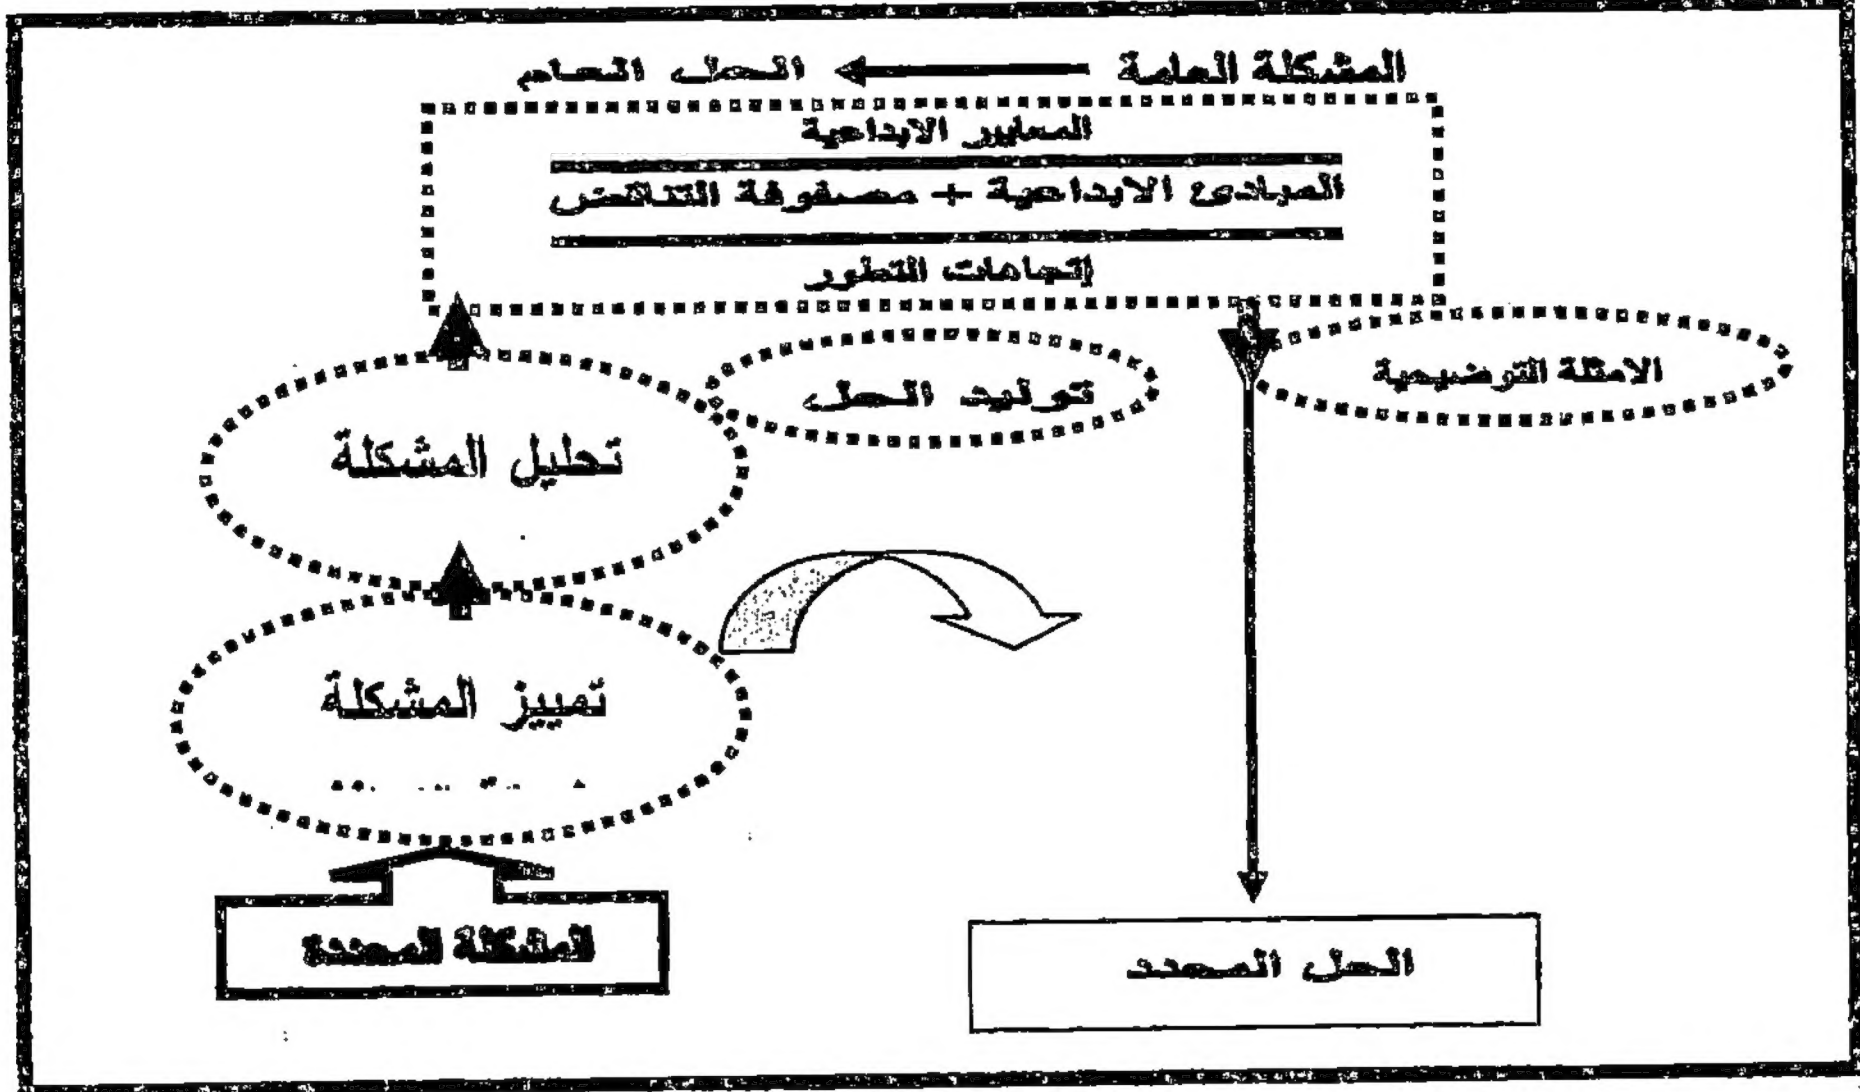 المشكلة العامة ← الحل العام
المعايير الابداعية
المبادئ الابداعية + مصفوفة التناقض
إتجاهات التطور
الامثلة التوضيحية
توليد الحل
تحليل المشكلة
تمييز المشكلة
المشكلة المحددة
الحل المحدد